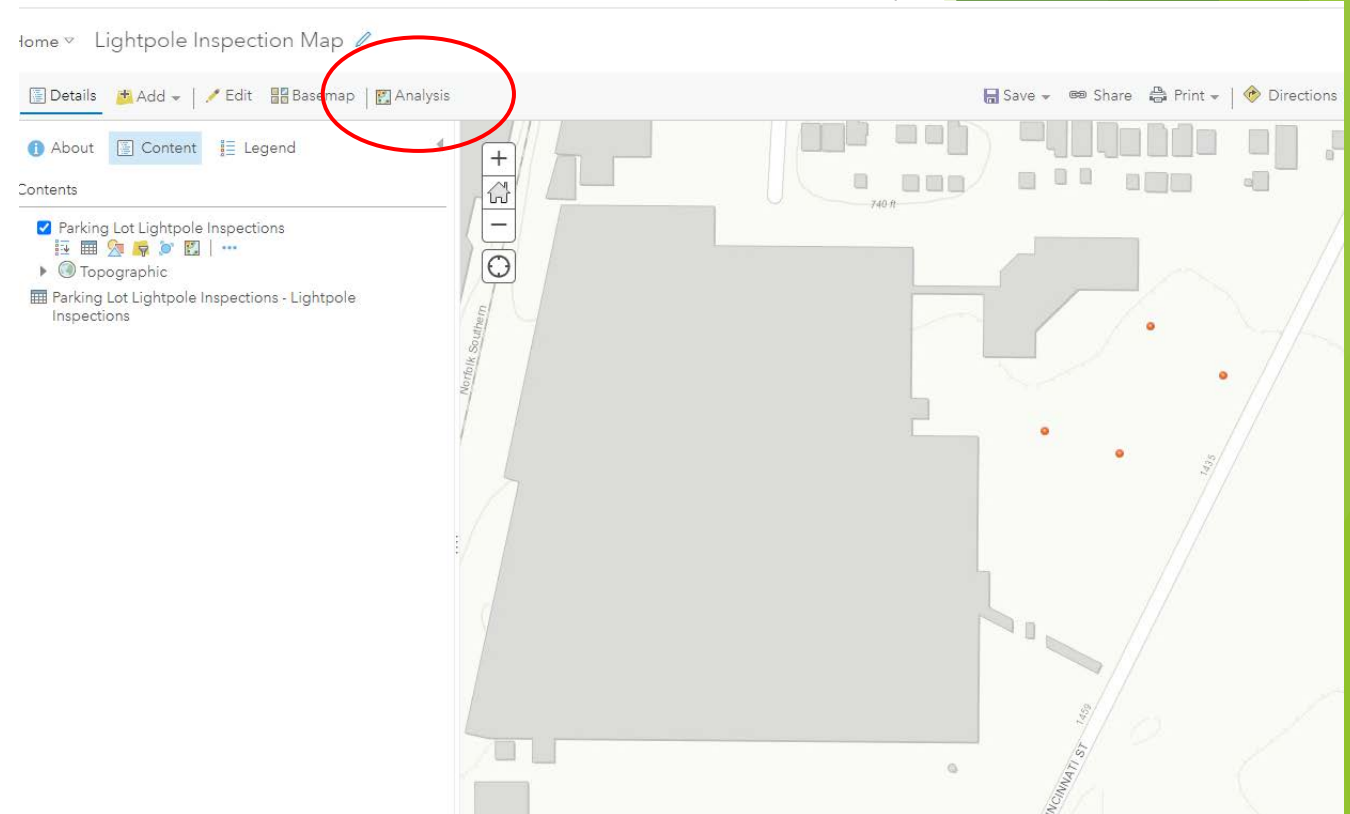 Home Lightpole Inspection Map
Details Add Edit Basemap Analysis Save Share Print Directions
About Content Legend
Contents
Parking Lot Lightpole Inspections
Topographic
Parking Lot Lightpole Inspections - Lightpole
Inspections
740 ft
Norfolk Southern
1435
1459
NCINNATI ST